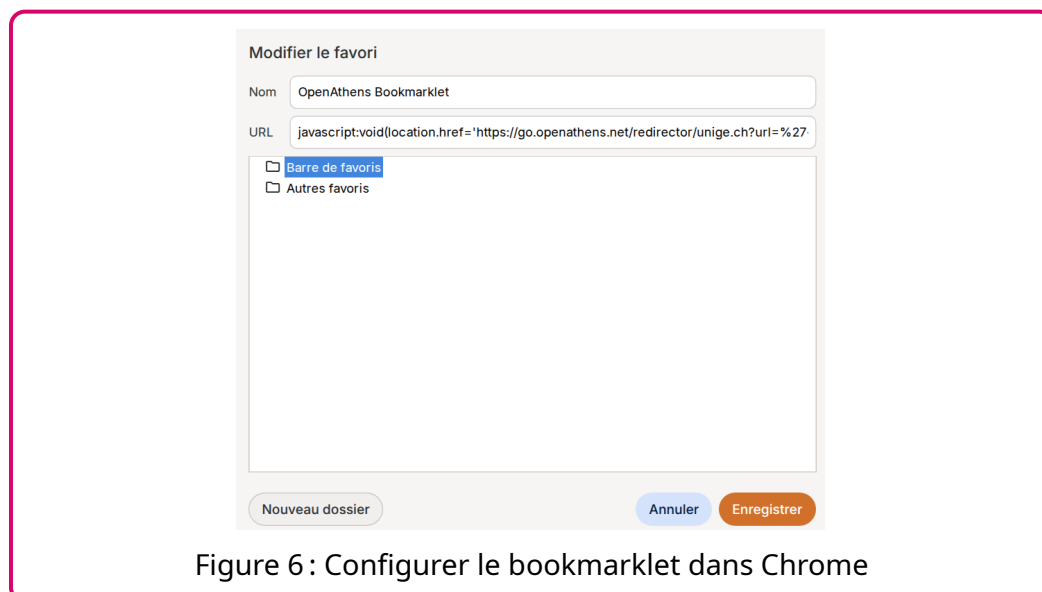 Modifier le favori
Nom OpenAthens Bookmarklet
URL javascript:void(location.href='https://go.openathens.net/redirector/unige.ch?url=%27
Barre de favoris
Autres favoris
Nouveau dossier Annuler Enregistrer
Figure 6 : Configurer le bookmarklet dans Chrome